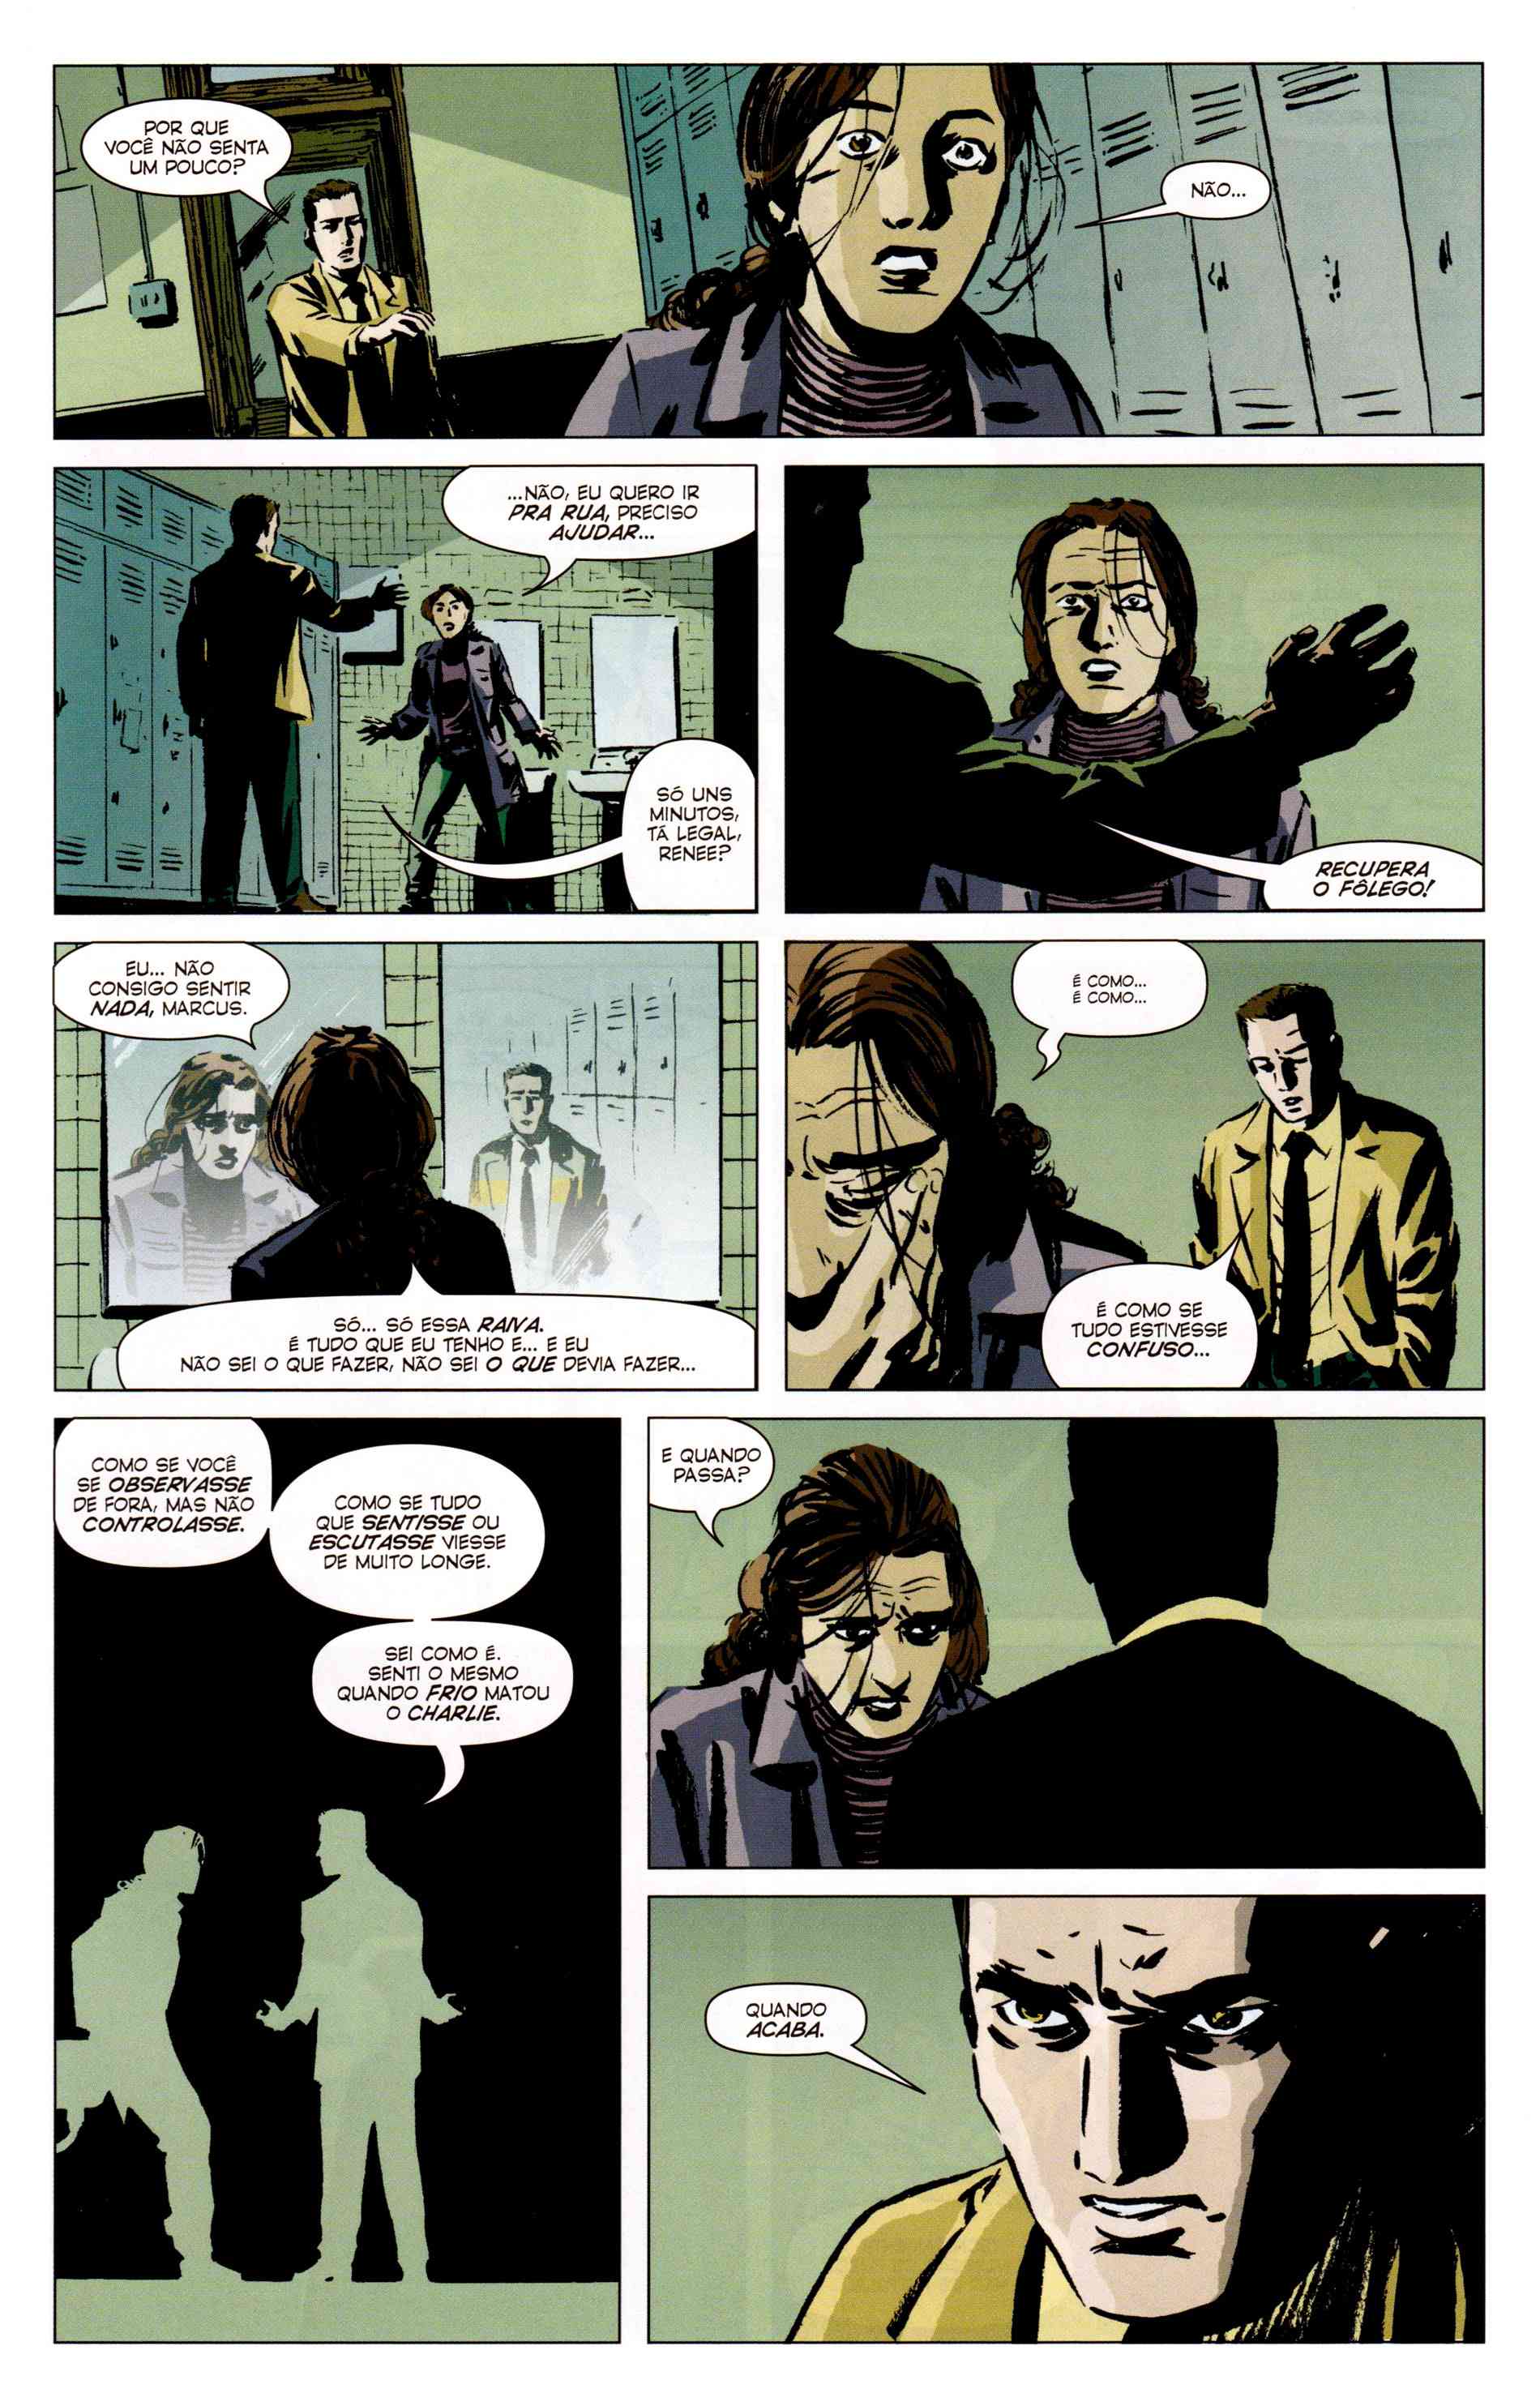 POR QUE
VOCÊ NÃO SENTA
UM POUCO?
NÃO...
...NÃO, EU QUERO IR
PRA RUA, PRECISO
AJUDAR...
SÓ UNS
MINUTOS,
TÁ LEGAL,
RENEE?
RECUPERA
O FÔLEGO!
EU... NÃO
CONSIGO SENTIR
NADA, MARCUS.
SÓ... SÓ ESSA RAIVA.
É TUDO QUE EU TENHO E... E EU
NÃO SEI O QUE FAZER, NÃO SEI O QUE DEVIA FAZER...
É COMO...
É COMO...
É COMO SE
TUDO ESTIVESSE
CONFUSO...
COMO SE VOCÊ
SE OBSERVASSE
DE FORA, MAS NÃO
CONTROLASSE.
COMO SE TUDO
QUE SENTISSE OU
ESCUTASSE VIESSE
DE MUITO LONGE.
SEI COMO É.
SENTI O MESMO
QUANDO FRIO MATOU
O CHARLIE.
E QUANDO
PASSA?
QUANDO
ACABA.